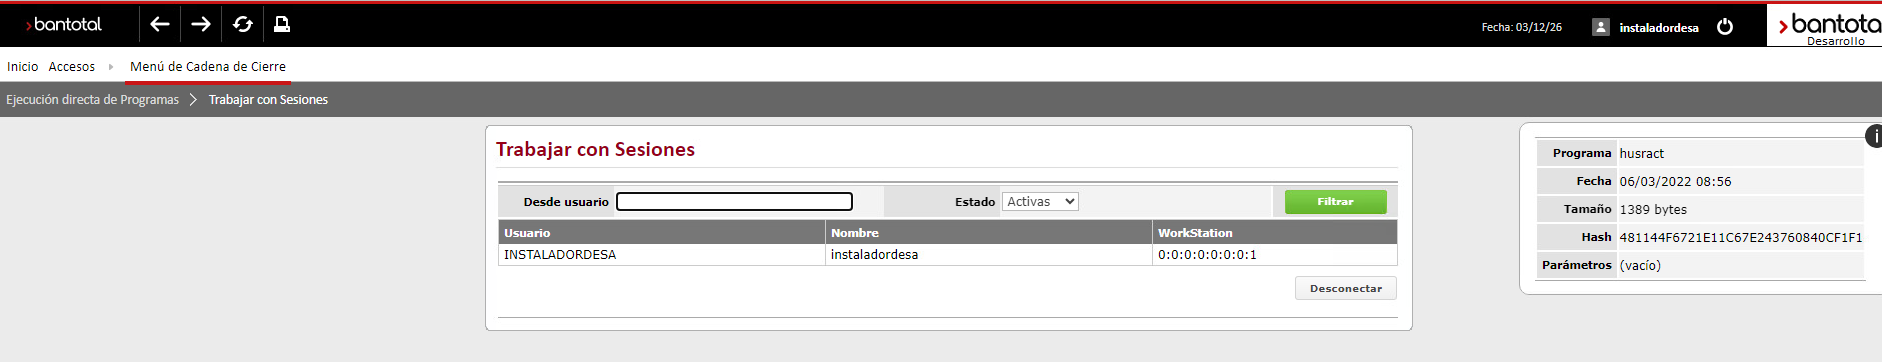 bantotal
Fecha: 03/12/26
instaladordesa
bantotal
Desarrollo
Inicio Accesos Menú de Cadena de Cierre
Ejecución directa de Programas Trabajar con Sesiones
Trabajar con Sesiones
Desde usuario Estado Activas Filtrar
Usuario Nombre WorkStation
INSTALADORDESA instaladordesa 0:0:0:0:0:0:0:1
Desconectar
i
Programa husract
Fecha 06/03/2022 08:56
Tamaño 1389 bytes
Hash 481144F6721E11C67E243760840CF1F1
Parámetros (vacío)